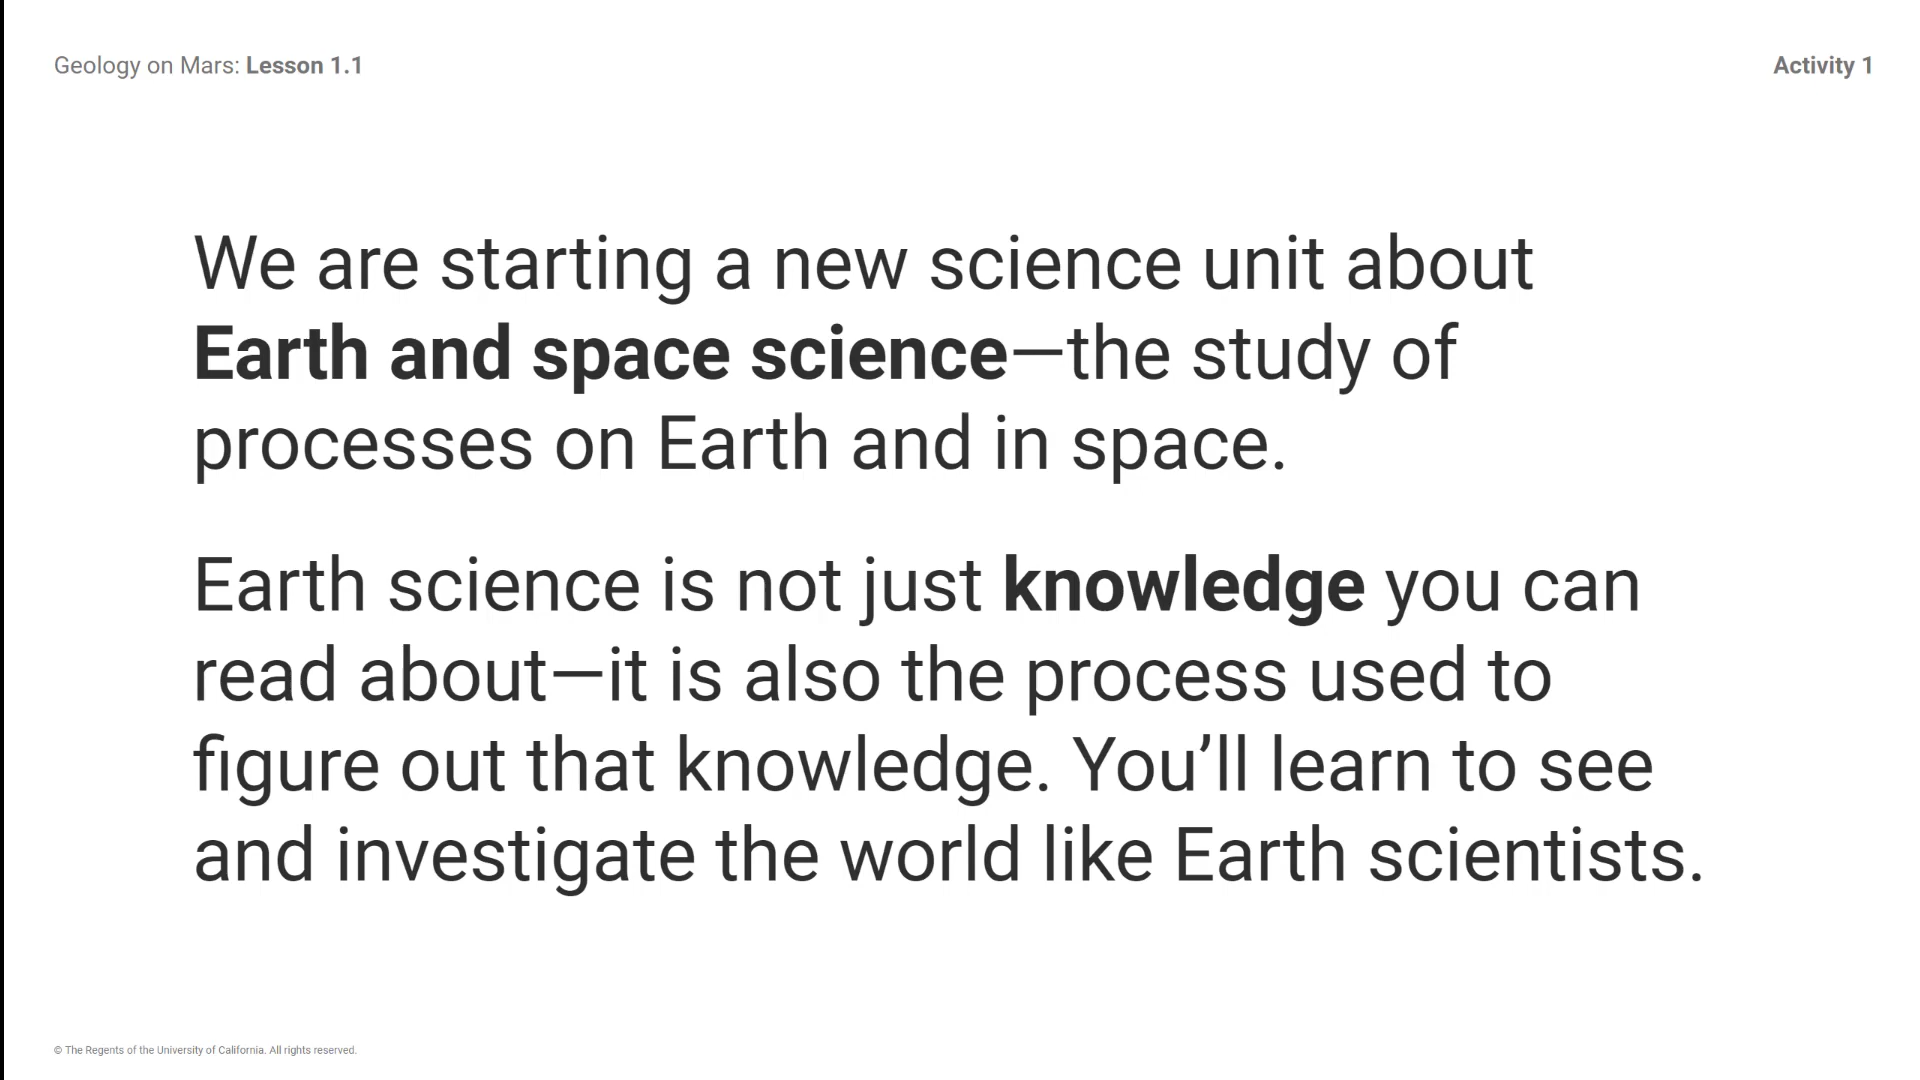 Geology on Mars: Lesson 1.1
Activity 1
We are starting a new science unit about
Earth and space science—the study of
processes on Earth and in space.
Earth science is not just knowledge you can
read about—it is also the process used to
figure out that knowledge. You’ll learn to see
and investigate the world like Earth scientists.
© The Regents of the University of California. All rights reserved.